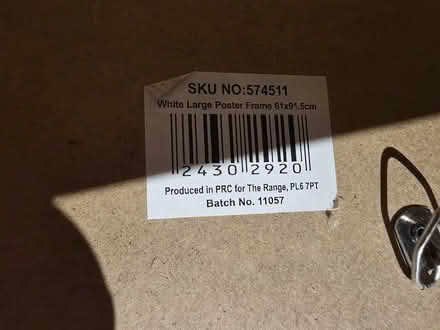 SKU NO:574511
White Large Poster Frame 61x91.5cm
2430 2920
Produced in PRC for The Range, PL6 7PT
Batch No. 11057